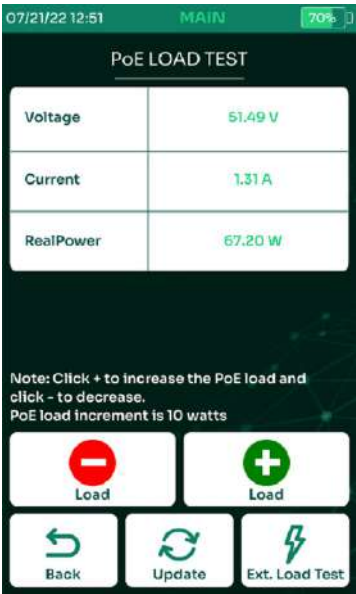 07/21/22 12:51 MAIN 70%
PoE LOAD TEST
Voltage 51.49 V
Current 1.31 A
RealPower 67.20 W
Note: Click + to increase the PoE load and
click - to decrease.
PoE load increment is 10 watts
Load Load
Back Update Ext. Load Test